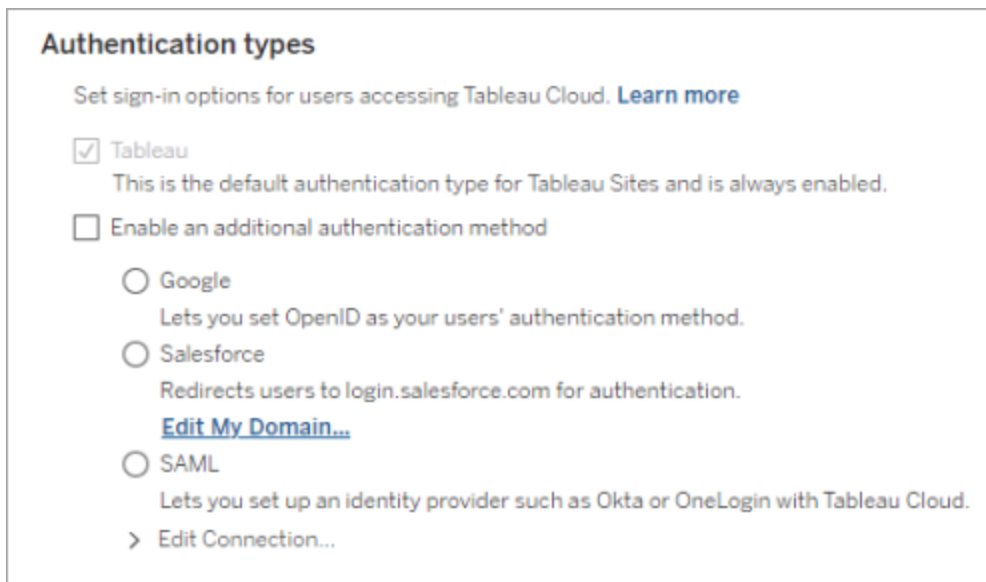 Authentication types
Set sign-in options for users accessing Tableau Cloud. Learn more
Tableau
This is the default authentication type for Tableau Sites and is always enabled.
Enable an additional authentication method
Google
Lets you set OpenID as your users' authentication method.
Salesforce
Redirects users to login.salesforce.com for authentication.
Edit My Domain...
SAML
Lets you set up an identity provider such as Okta or OneLogin with Tableau Cloud.
Edit Connection...